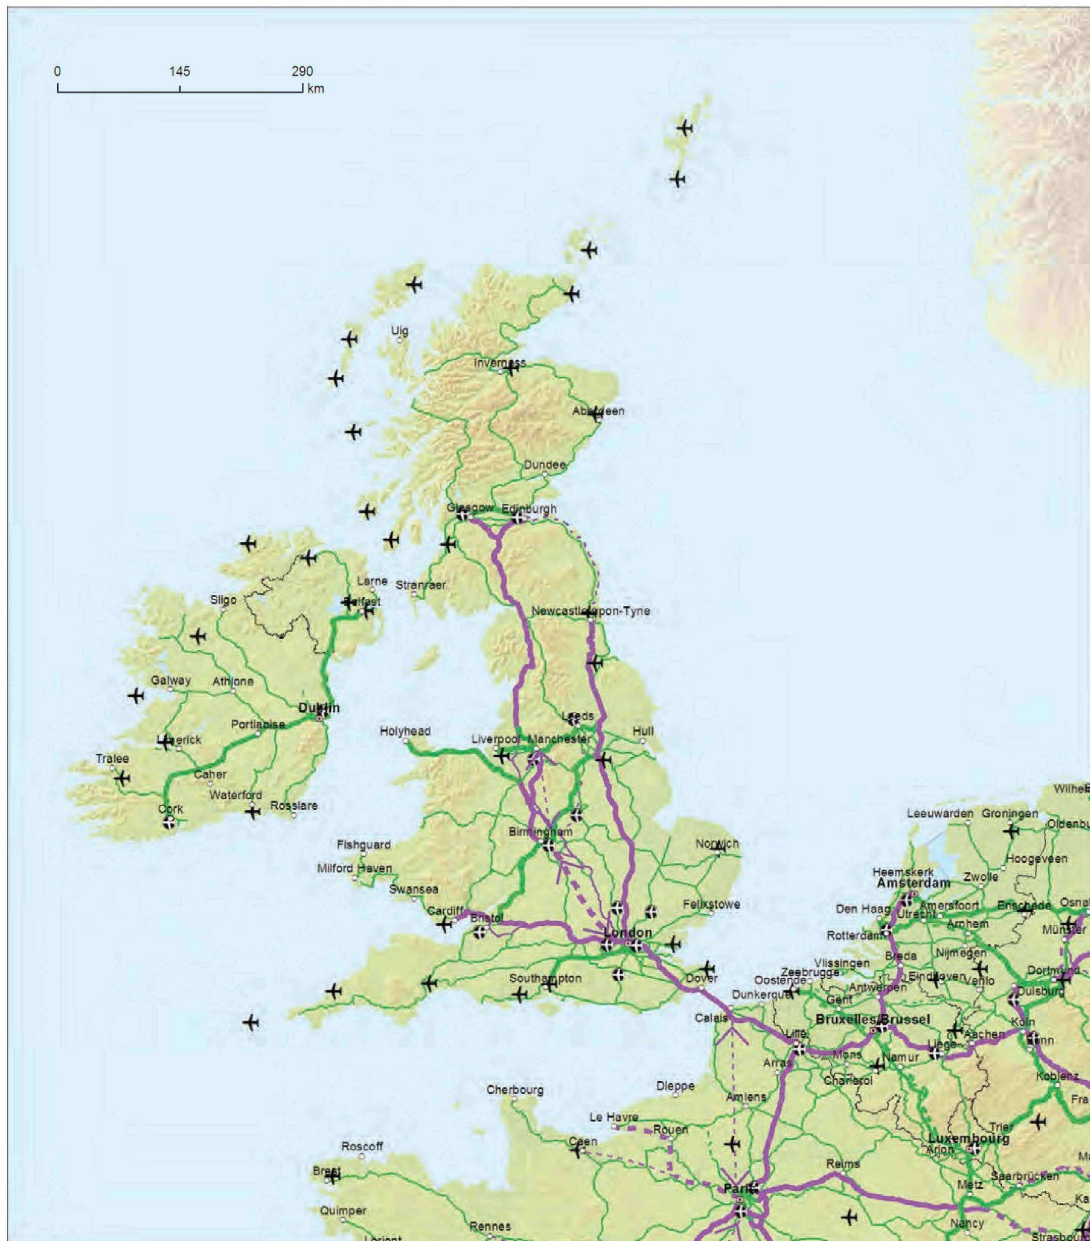 0 145 290
km
Uig
Inverness
Aberdeen
Dundee
Glasgow Edinburgh
Larne Stranraer
Sligo Belfast
Newcastle-upon-Tyne
Galway Athlone
Dublin
Leeds
Portlaoise
Holyhead Liverpool Manchester Hull
Limerick
Tralee
Caher
Waterford
Cork Rosslare
Birmingham
Fishguard Norwich
Milford Haven
Swansea
Cardiff Bristol Felixstowe
London
Southampton Dover
Leeuwarden Groningen
Oldenbu
Hoogeveen
Heemskerk Zwolle
Amsterdam
Den Haag Amersfoort Enschede Osnal
Utrecht
Rotterdam Arnhem Münster
Nijmegen
Vlissingen Breda
Zeebrugge Eindhoven Dortmund
Oostende Antwerpen Venlo
Dunkerque Gent Duisburg
Calais Bruxelles/Brussel Köln
Lille Aachen
Mons Namur Liège
Arras Charleroi Koblenz
Cherbourg Dieppe Amiens Fra
Le Havre Trier
Rouen Luxembourg
Caen Arlon
Roscoff
Brest Reims Saarbrücken
Metz
Quimper
Rennes Nancy
Lorient Strasbou